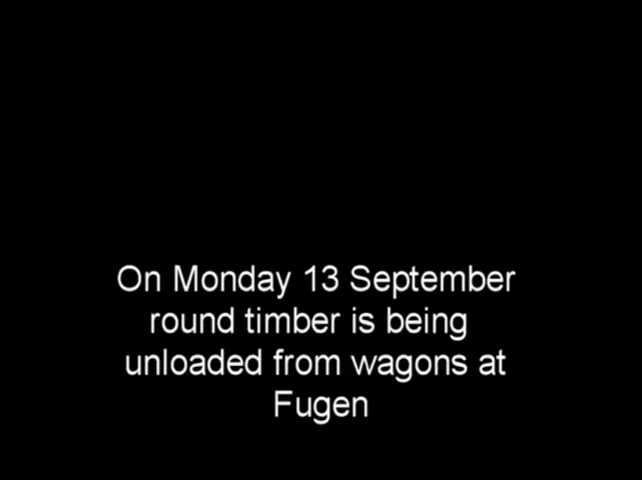 On Monday 13 September
round timber is being
unloaded from wagons at
Fugen